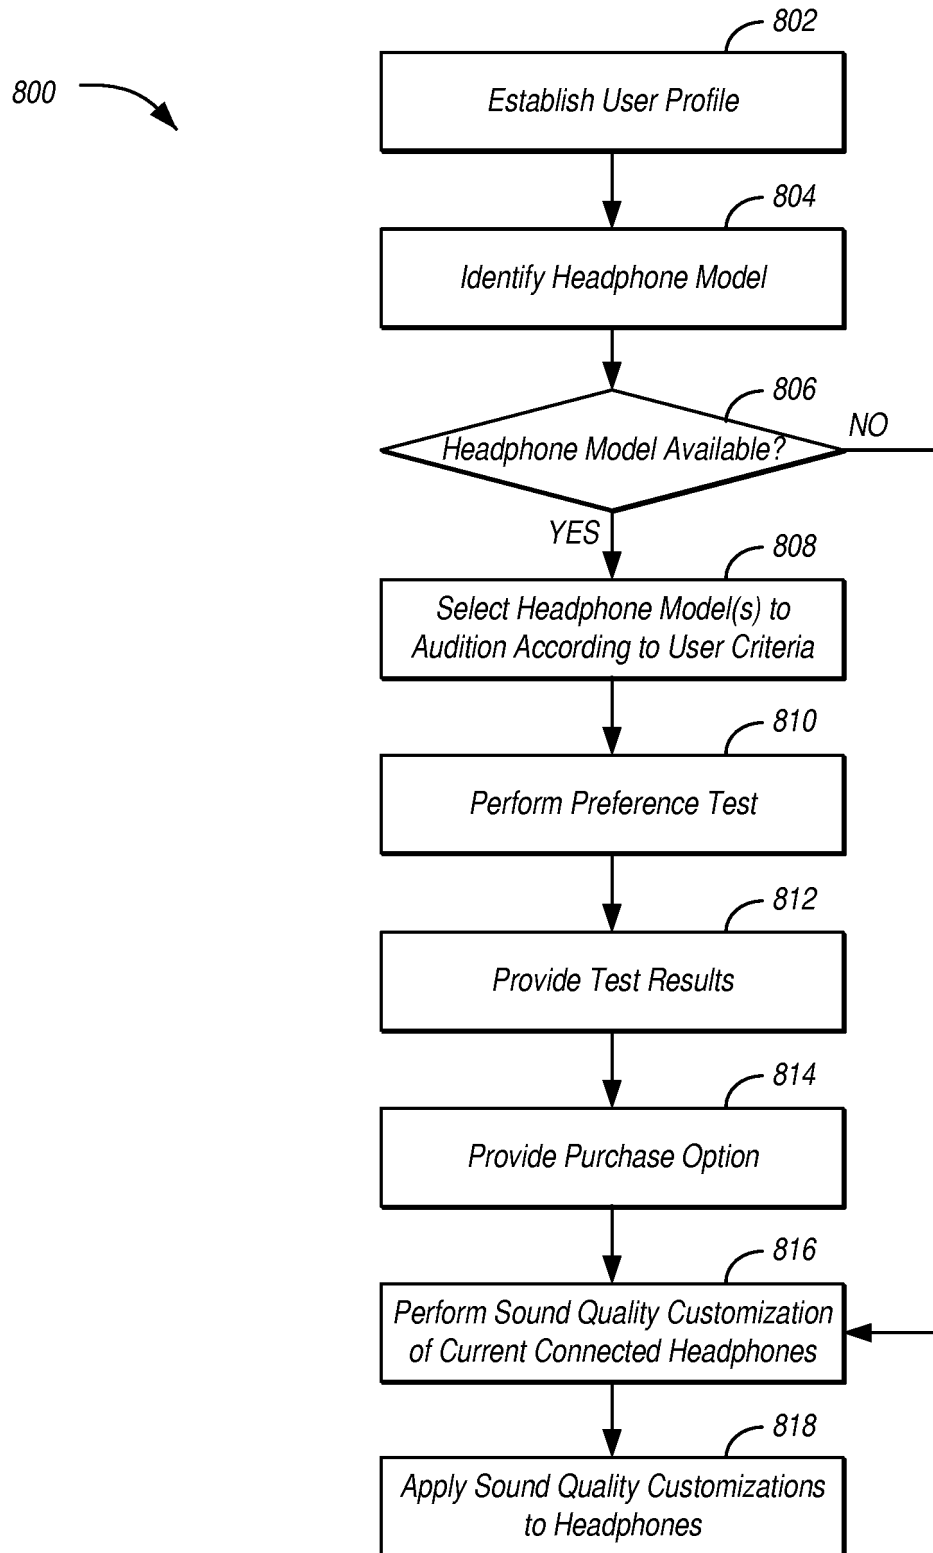 802
800
Establish User Profile
804
Identify Headphone Model
806
Headphone Model Available?
NO
YES
808
Select Headphone Model(s) to
Audition According to User Criteria
810
Perform Preference Test
812
Provide Test Results
814
Provide Purchase Option
816
Perform Sound Quality Customization
of Current Connected Headphones
818
Apply Sound Quality Customizations
to Headphones